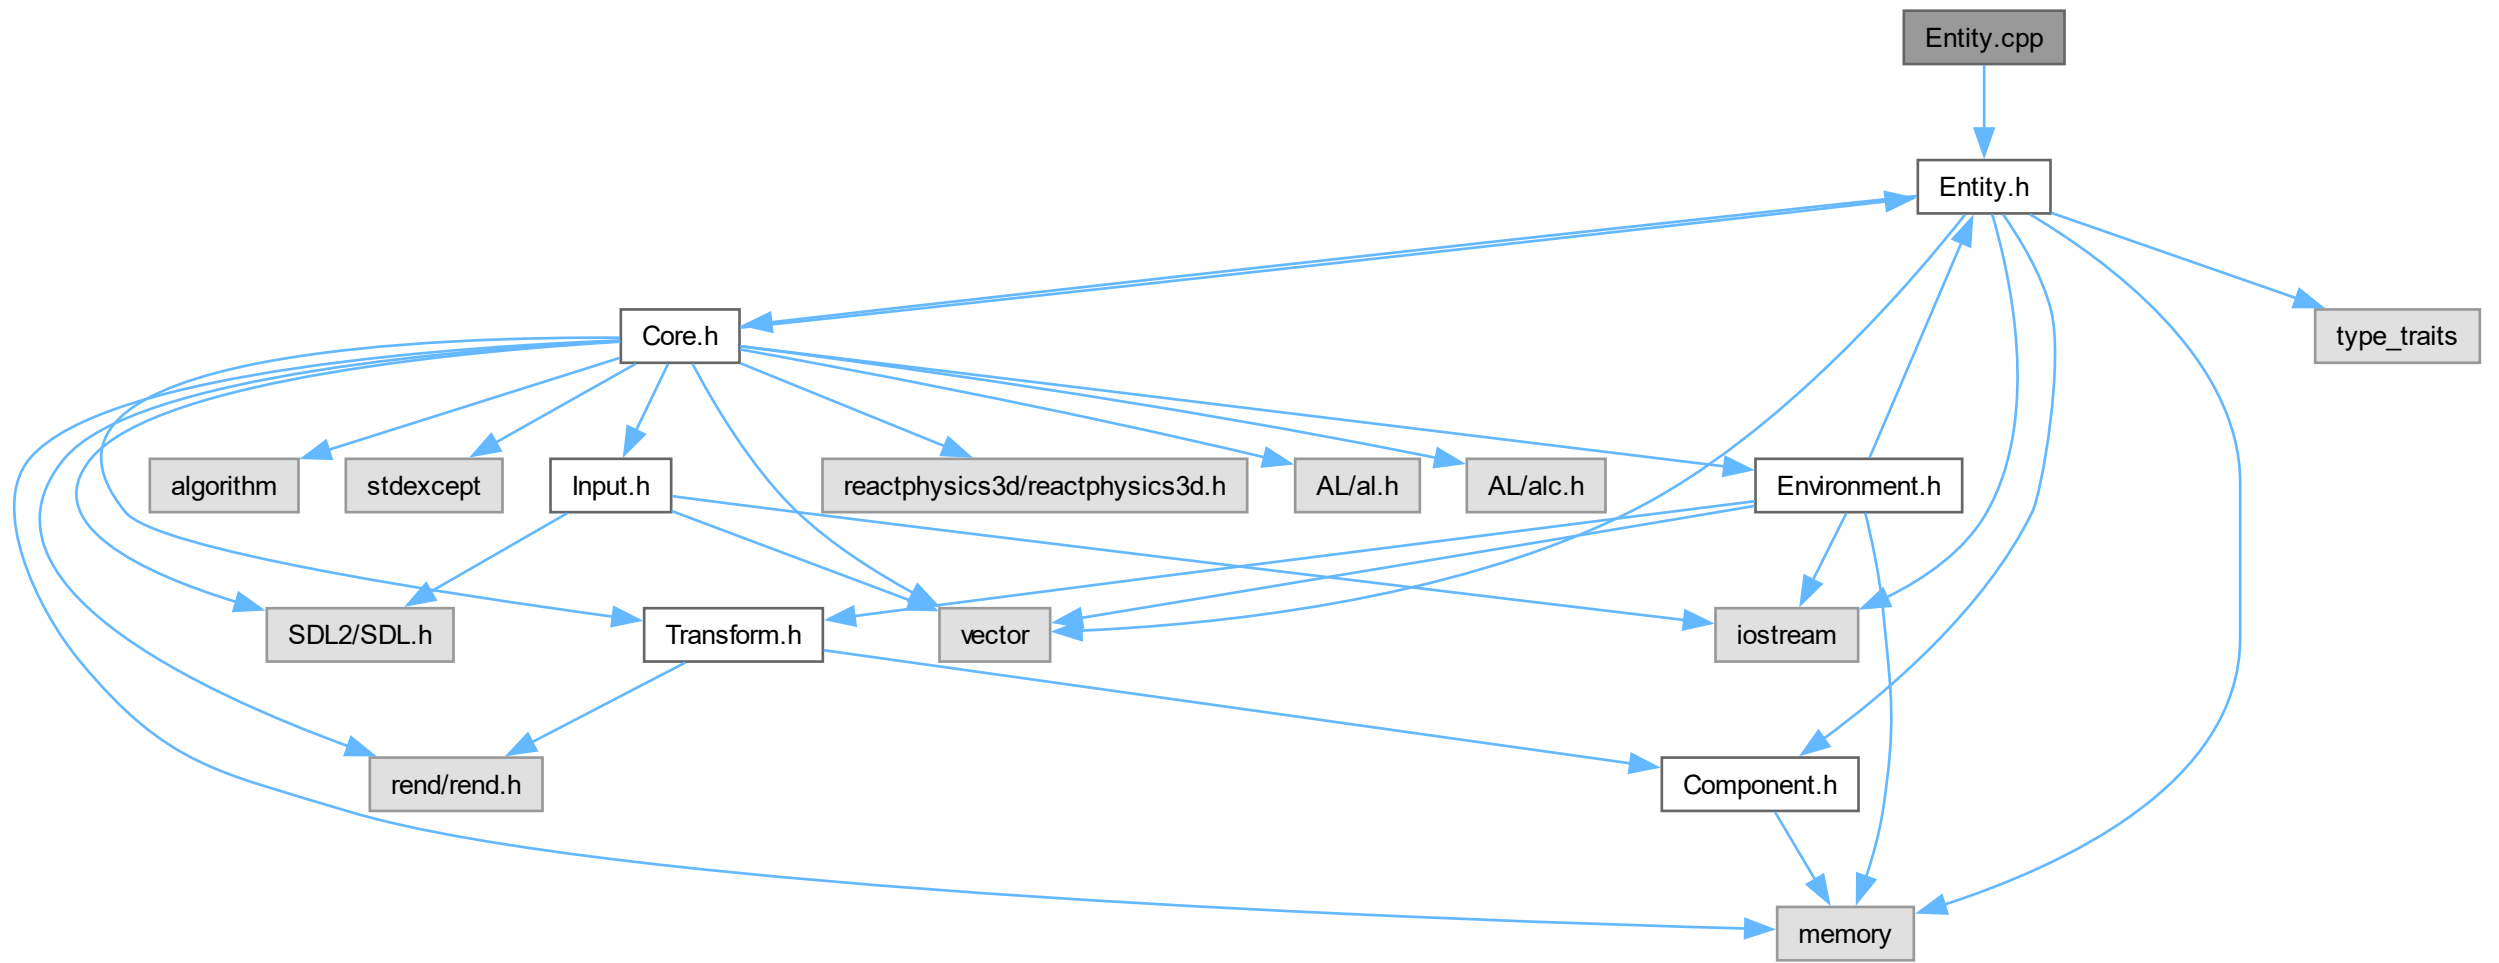 Entity.cpp
Entity.h
Core.h
type_traits
algorithm
stdexcept
Input.h
reactphysics3d/reactphysics3d.h
AL/al.h
AL/alc.h
Environment.h
SDL2/SDL.h
Transform.h
vector
iostream
rend/rend.h
Component.h
memory